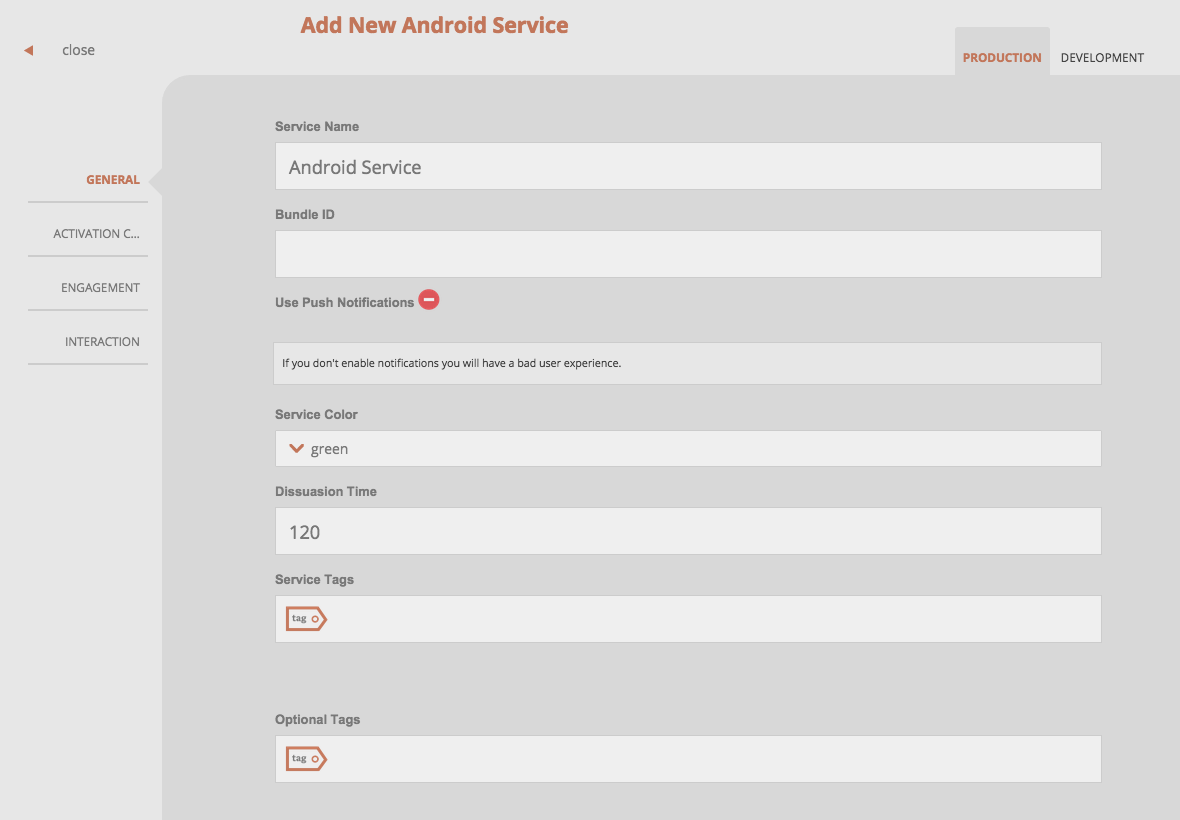 Add New Android Service
close
PRODUCTION
DEVELOPMENT
GENERAL
ACTIVATION C...
ENGAGEMENT
INTERACTION
Service Name
Android Service
Bundle ID
Use Push Notifications
If you don't enable notifications you will have a bad user experience.
Service Color
green
Dissuasion Time
120
Service Tags
tag
Optional Tags
tag